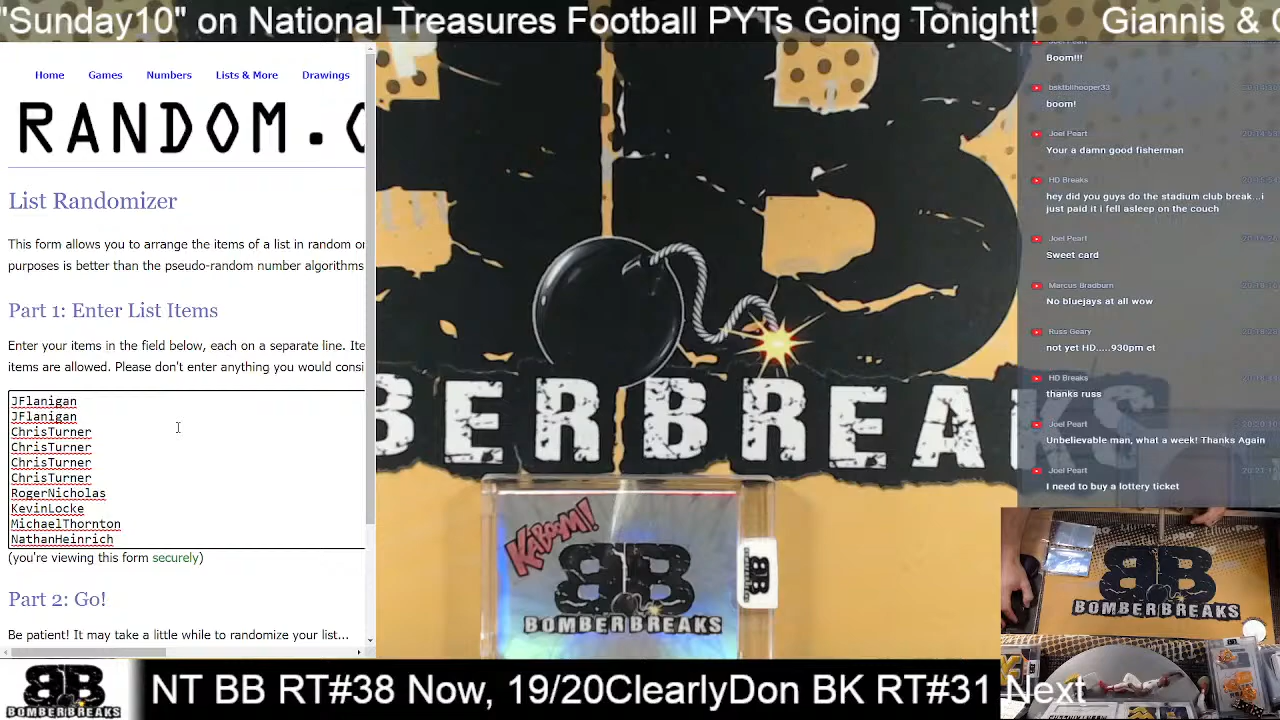 "Sunday10" on National Treasures Football PYTs Going Tonight! Giannis &
Home Games Numbers Lists & More Drawings
RANDOM.
List Randomizer
This form allows you to arrange the items of a list in random
purposes is better than the pseudo-random number algorithms
Part 1: Enter List Items
Enter your items in the field below, each on a separate line.
items are allowed. Please don't enter anything you would
JFlanigan
JFlanigan
ChrisTurner
ChrisTurner
ChrisTurner
ChrisTurner
RogerNicholas
KevinLocke
MichaelThornton
NathanHeinrich
(you're viewing this form securely)
Part 2: Go!
Be patient! It may take a little while to randomize your list...
BER BREAKS
KABOOM!
BB
BOMBERBREAKS
Boom!!!
bsktbllhooper33
boom!
Joel Peart
Your a damn good fisherman
HD Breaks
hey did you guys do the stadium club break...i
just paid it i fell asleep on the couch
Joel Peart
Sweet card
Marcus Bradburn
No bluejays at all wow
Russ Geary
not yet HD.....930pm et
HD Breaks
thanks russ
Joel Peart
Unbelievable man, what a week! Thanks Again
Joel Peart
I need to buy a lottery ticket
BB
BOMBERBREAKS
BB
BOMBERBREAKS
NT BB RT#38 Now, 19/20ClearlyDon BK RT#31 Next